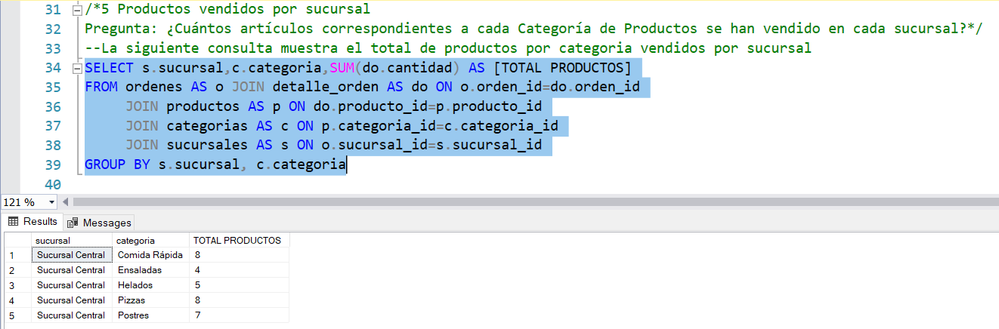 31 /*5 Productos vendidos por sucursal
32 Pregunta: ¿Cuántos artículos correspondientes a cada Categoría de Productos se han vendido en cada sucursal?*/
33 --La siguiente consulta muestra el total de productos por categoria vendidos por sucursal
34 SELECT s.sucursal,c.categoria,SUM(do.cantidad) AS [TOTAL PRODUCTOS]
35 FROM ordenes AS o JOIN detalle_orden AS do ON o.orden_id=do.orden_id
36 JOIN productos AS p ON do.producto_id=p.producto_id
37 JOIN categorias AS c ON p.categoria_id=c.categoria_id
38 JOIN sucursales AS s ON o.sucursal_id=s.sucursal_id
39 GROUP BY s.sucursal, c.categoria
40
121 %
Results Messages
sucursal categoria TOTAL PRODUCTOS
1 Sucursal Central Comida Rápida 8
2 Sucursal Central Ensaladas 4
3 Sucursal Central Helados 5
4 Sucursal Central Pizzas 8
5 Sucursal Central Postres 7